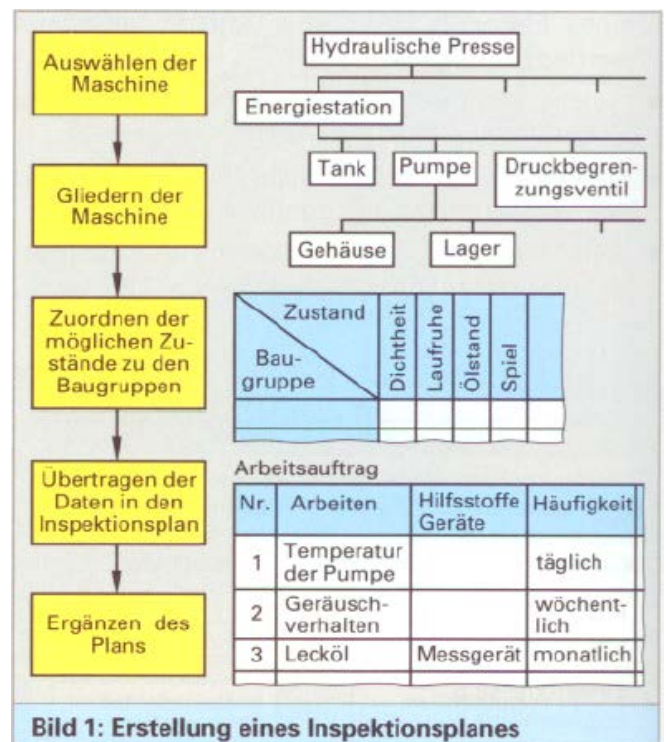 Auswählen der
Maschine
Gliedern der
Maschine
Zuordnen der
möglichen Zu-
stände zu den
Baugruppen
Übertragen der
Daten in den
Inspektionsplan
Ergänzen des
Plans
Hydraulische Presse
Energiestation
Tank
Pumpe
Druckbegren-
zungsventil
Gehäuse
Lager
Zustand
Bau-
gruppe
Dichtheit
Laufruhe
Ölstand
Spiel
Arbeitsauftrag
Nr. Arbeiten Hilfsstoffe Häufigkeit
Geräte
1 Temperatur
der Pumpe täglich
2 Geräusch-
verhalten wöchent-
lich
3 Lecköl Messgerät monatlich
Bild 1: Erstellung eines Inspektionsplanes